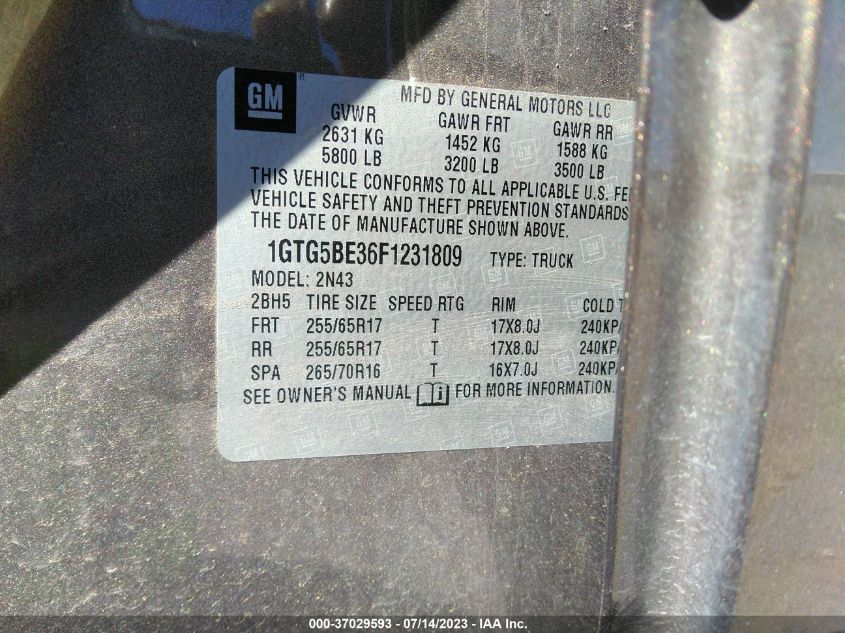 GM
MFD BY GENERAL MOTORS LLC
GVWR GAWR FRT GAWR RR
2631 KG 1452 KG 1588 KG
5800 LB 3200 LB 3500 LB
THIS VEHICLE CONFORMS TO ALL APPLICABLE U.S. FE
VEHICLE SAFETY AND THEFT PREVENTION STANDARDS
THE DATE OF MANUFACTURE SHOWN ABOVE.
1GTG5BE36F1231809 TYPE: TRUCK
MODEL: 2N43
2BH5 TIRE SIZE SPEED RTG RIM COLD T
FRT 255/65R17 T 17X8.0J 240KP/
RR 255/65R17 T 17X8.0J 240KP/
SPA 265/70R16 T 16X7.0J 240KP/
SEE OWNER'S MANUAL i FOR MORE INFORMATION.
000-37029593 - 07/14/2023 - IAA Inc.